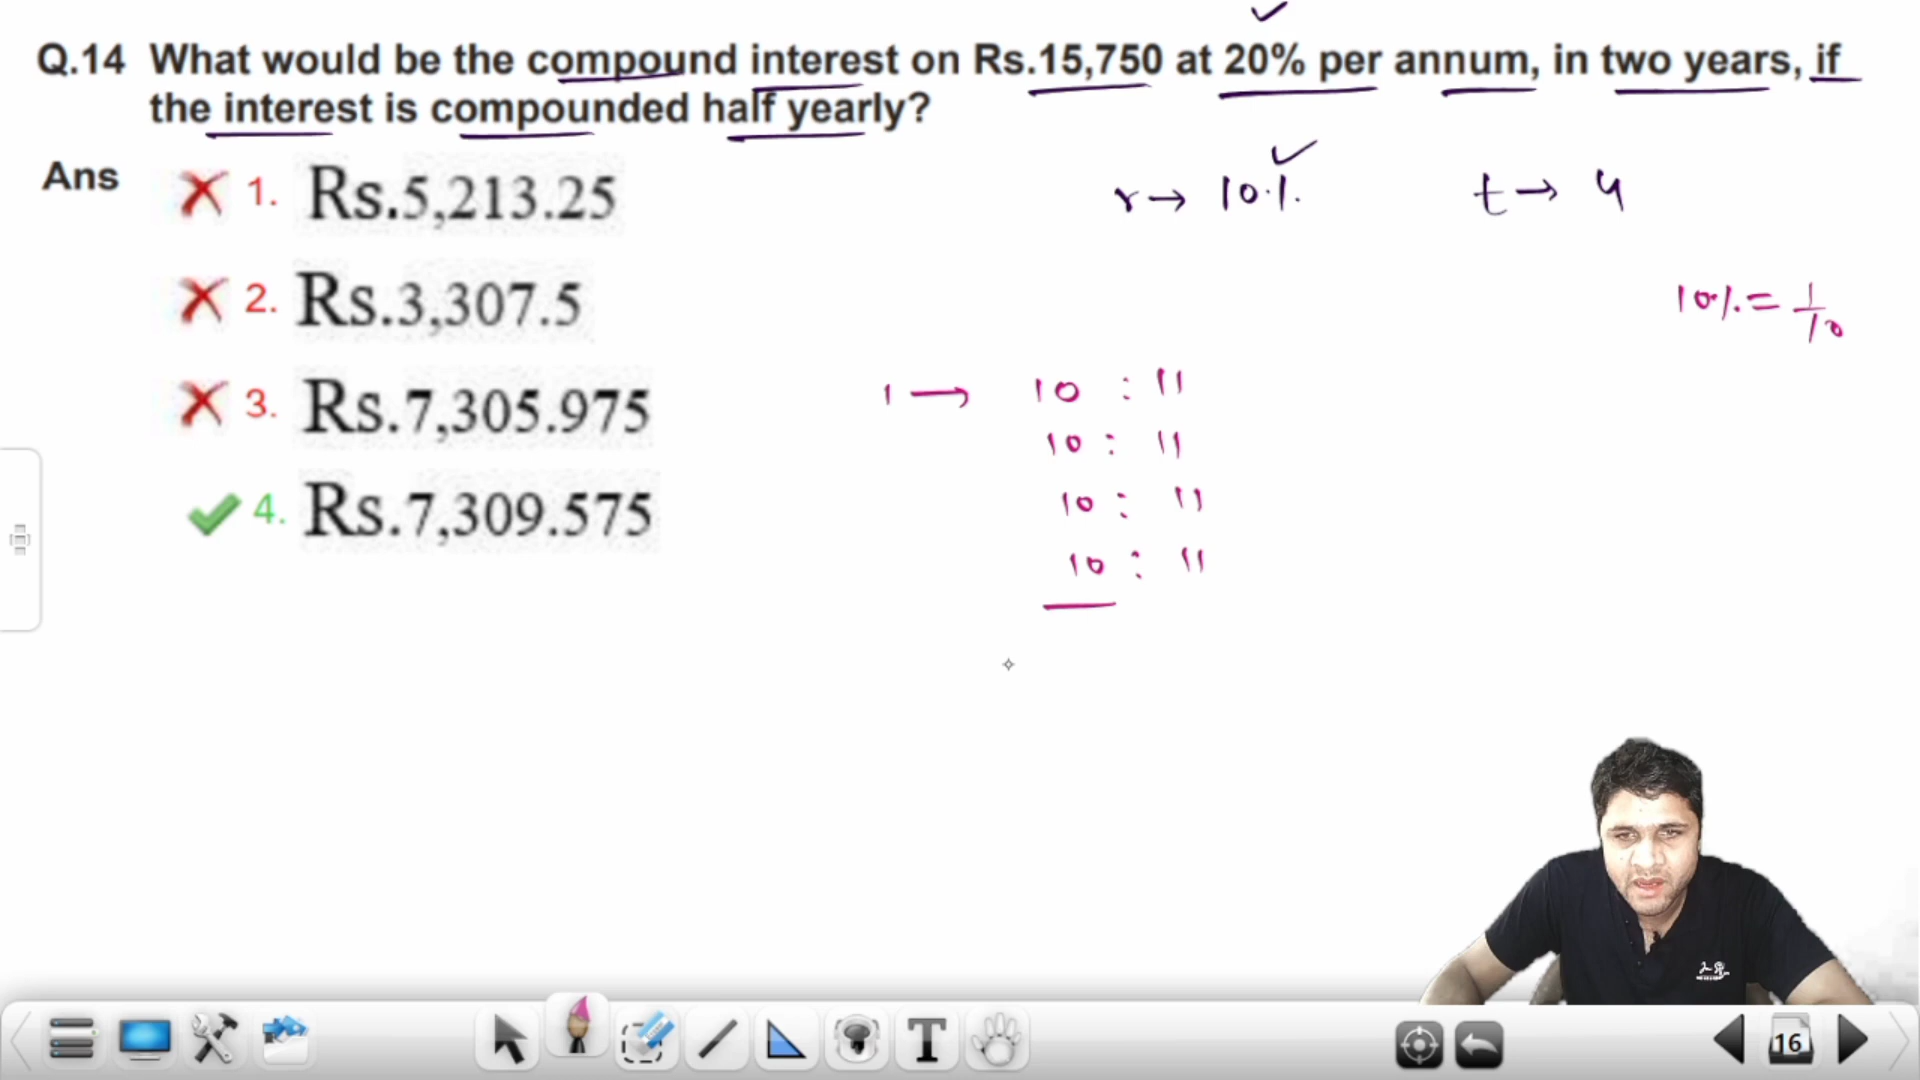 Q.14 What would be the compound interest on Rs.15,750 at 20% per annum, in two years, if
the interest is compounded half yearly?
Ans
1. Rs.5,213.25
2. Rs.3,307.5
3. Rs.7,305.975
4. Rs.7,309.575
r → 10%
t → 4
10% = 1/10
1 → 10 : 11
10 : 11
10 : 11
10 : 11
T
16